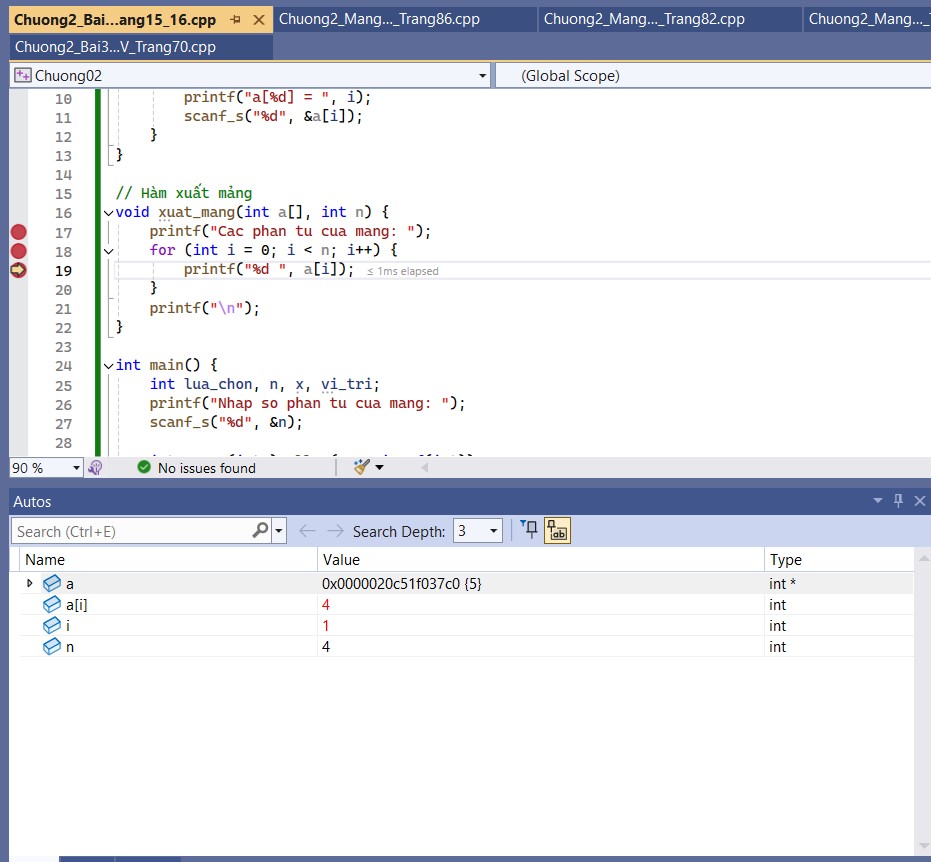 Chuong2_Bai...ang15_16.cpp Chuong2_Mang..._Trang86.cpp Chuong2_Mang..._Trang82.cpp Chuong2_Mang..._
Chuong2_Bai3...V_Trang70.cpp
Chuong02 (Global Scope)
10 printf("a[%d] = ", i);
11 scanf_s("%d", &a[i]);
12 }
13 }
14
15 // Hàm xuất mảng
16 void xuat_mang(int a[], int n) {
17 printf("Cac phan tu cua mang: ");
18 for (int i = 0; i < n; i++) {
19 printf("%d ", a[i]); ≤ 1ms elapsed
20 }
21 printf("\n");
22 }
23
24 int main() {
25 int lua_chon, n, x, vi_tri;
26 printf("Nhap so phan tu cua mang: ");
27 scanf_s("%d", &n);
28
90 % No issues found
Autos
Search (Ctrl+E) Search Depth: 3
Name Value Type
a 0x0000020c51f037c0 {5} int *
a[i] 4 int
i 1 int
n 4 int